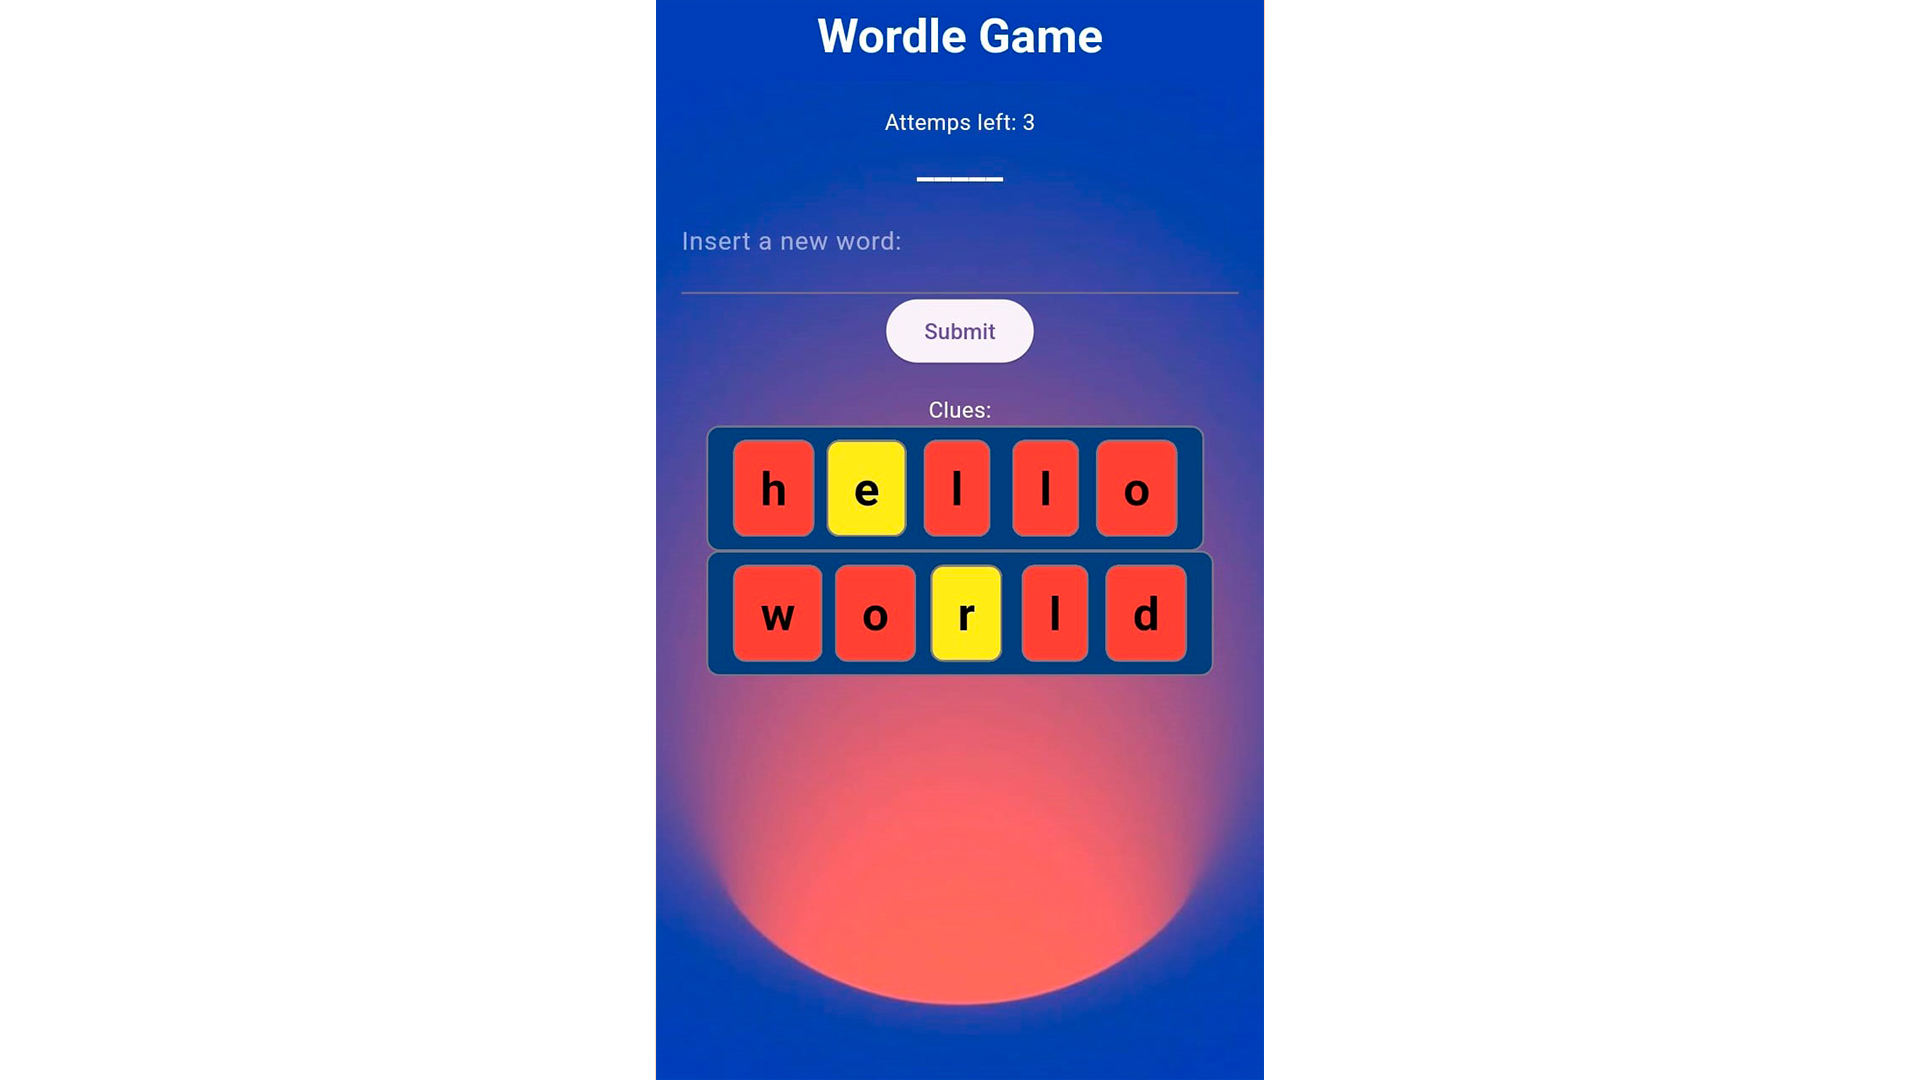 Wordle Game
Attemps left: 3
_____
Insert a new word:
Submit
Clues:
h e l l o
w o r l d